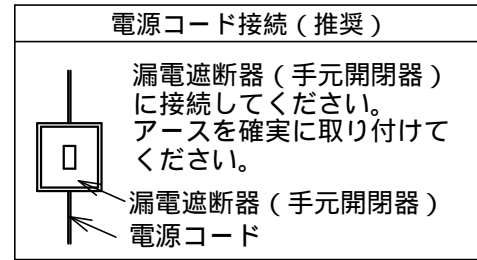 電源コード接続（推奨）
漏電遮断器（手元開閉器）
に接続してください。
アースを確実に取り付けて
ください。
漏電遮断器（手元開閉器）
電源コード